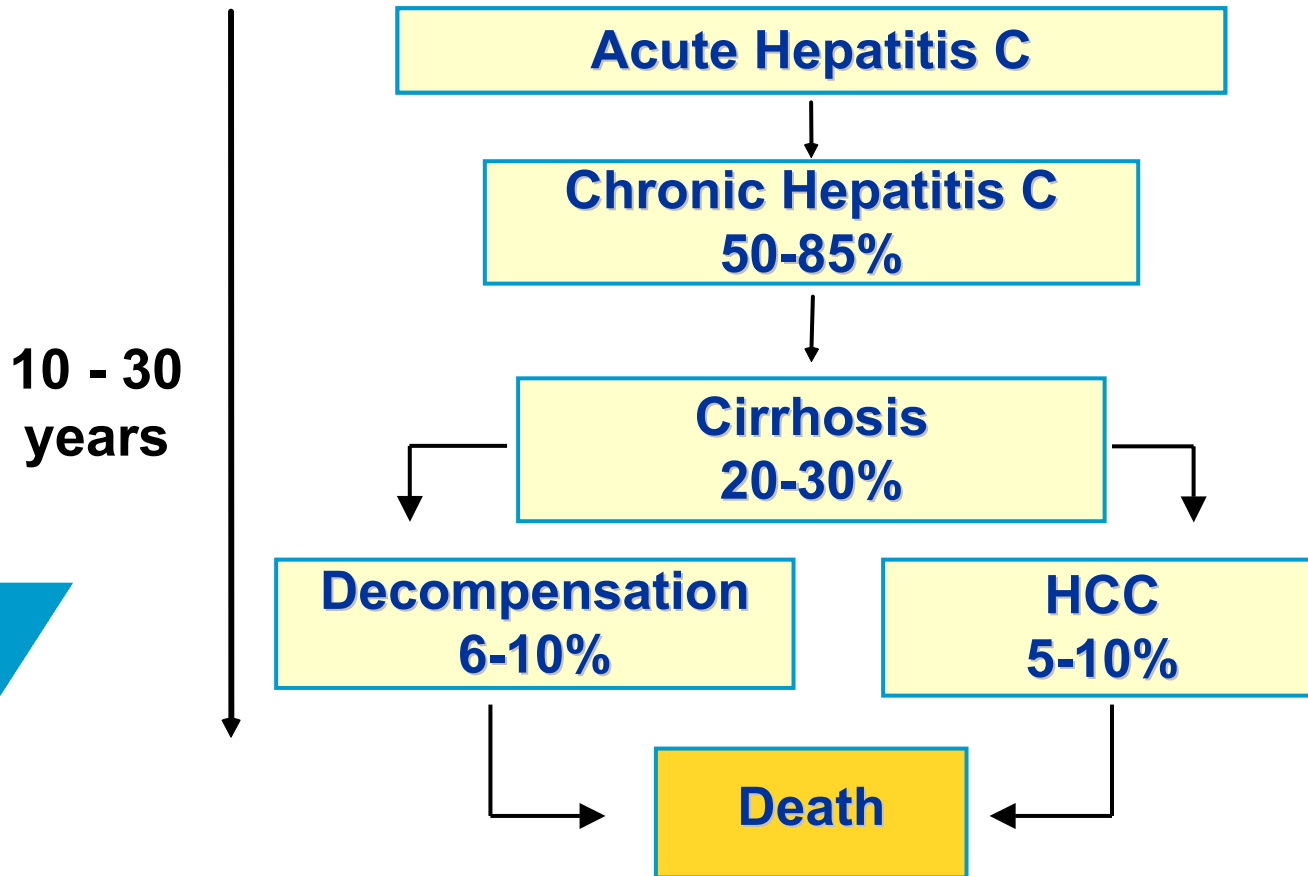 Acute Hepatitis C
Chronic Hepatitis C
50-85%
10 - 30
years
Cirrhosis
20-30%
Decompensation
6-10%
HCC
5-10%
Death